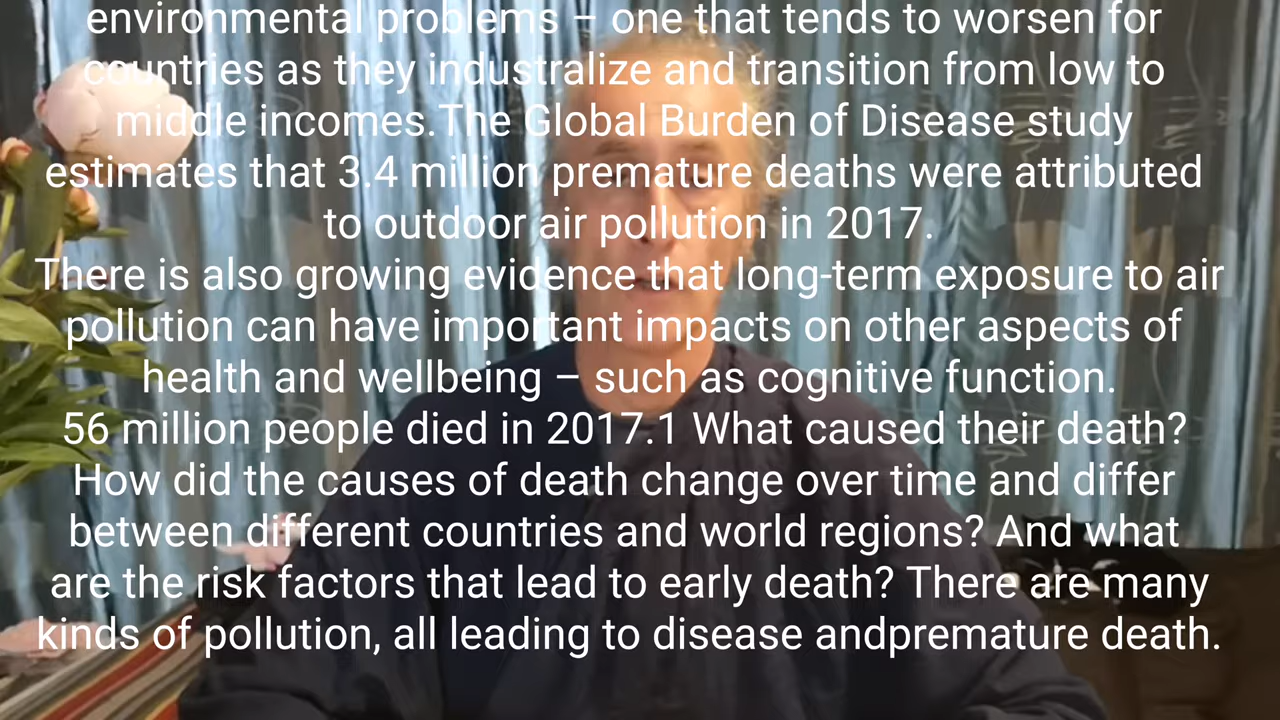 environmental problems – one that tends to worsen for
countries as they industralize and transition from low to
middle incomes.The Global Burden of Disease study
estimates that 3.4 million premature deaths were attributed
to outdoor air pollution in 2017.
There is also growing evidence that long-term exposure to air
pollution can have important impacts on other aspects of
health and wellbeing – such as cognitive function.
56 million people died in 2017.1 What caused their death?
How did the causes of death change over time and differ
between different countries and world regions? And what
are the risk factors that lead to early death? There are many
kinds of pollution, all leading to disease andpremature death.